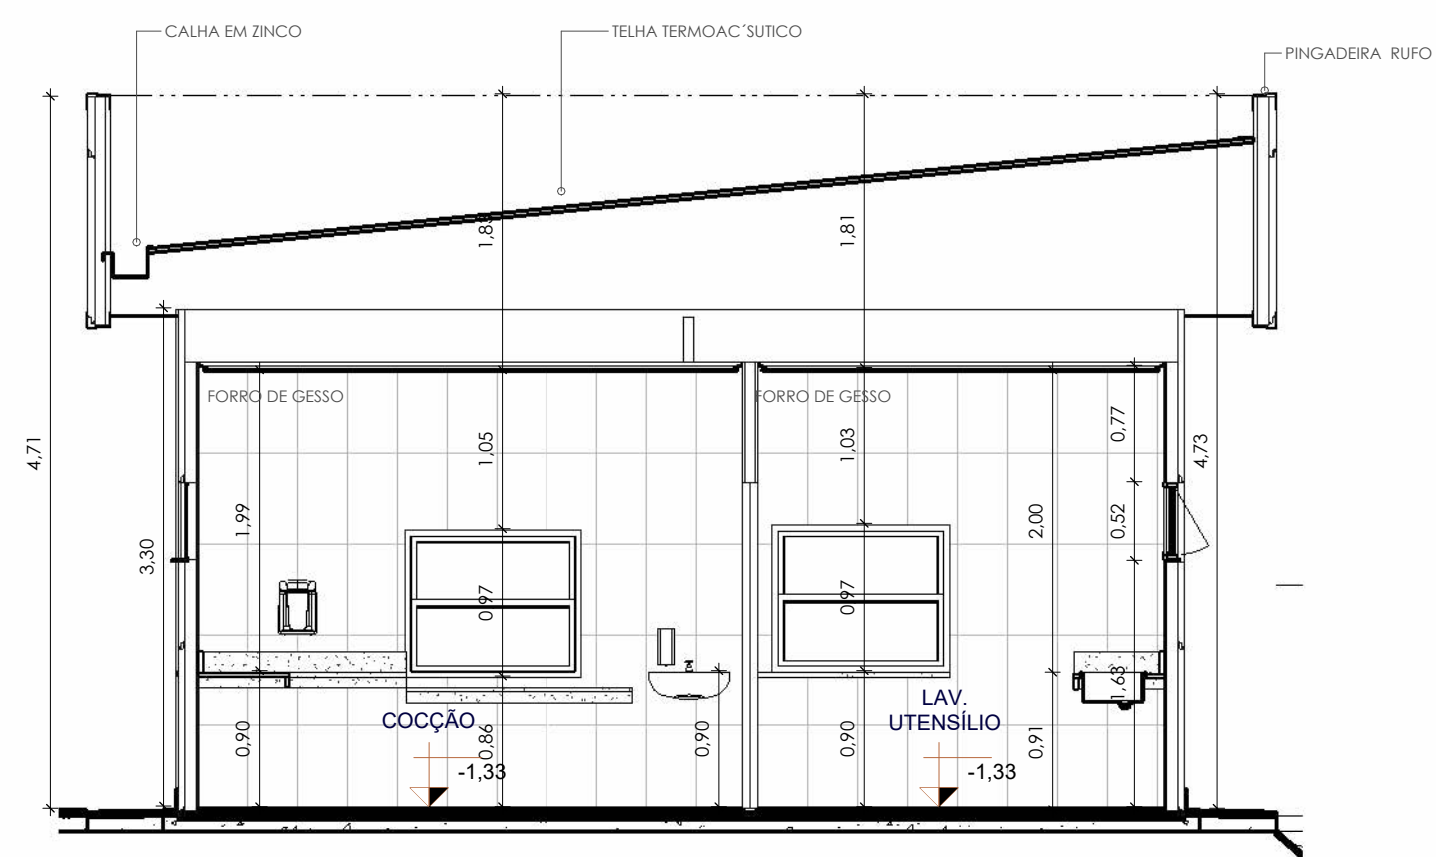 CALHA EM ZINCO
TELHA TERMOAC´SUTICO
PINGADEIRA RUFO
1,83
1,81
FORRO DE GESSO
FORRO DE GESSO
4,71
3,30
1,99
1,05
1,03
2,00
0,77
0,52
4,73
0,97
0,97
1,63
COCÇÃO
LAV.
UTENSÍLIO
0,90
0,86
0,90
0,90
0,91
-1,33
-1,33